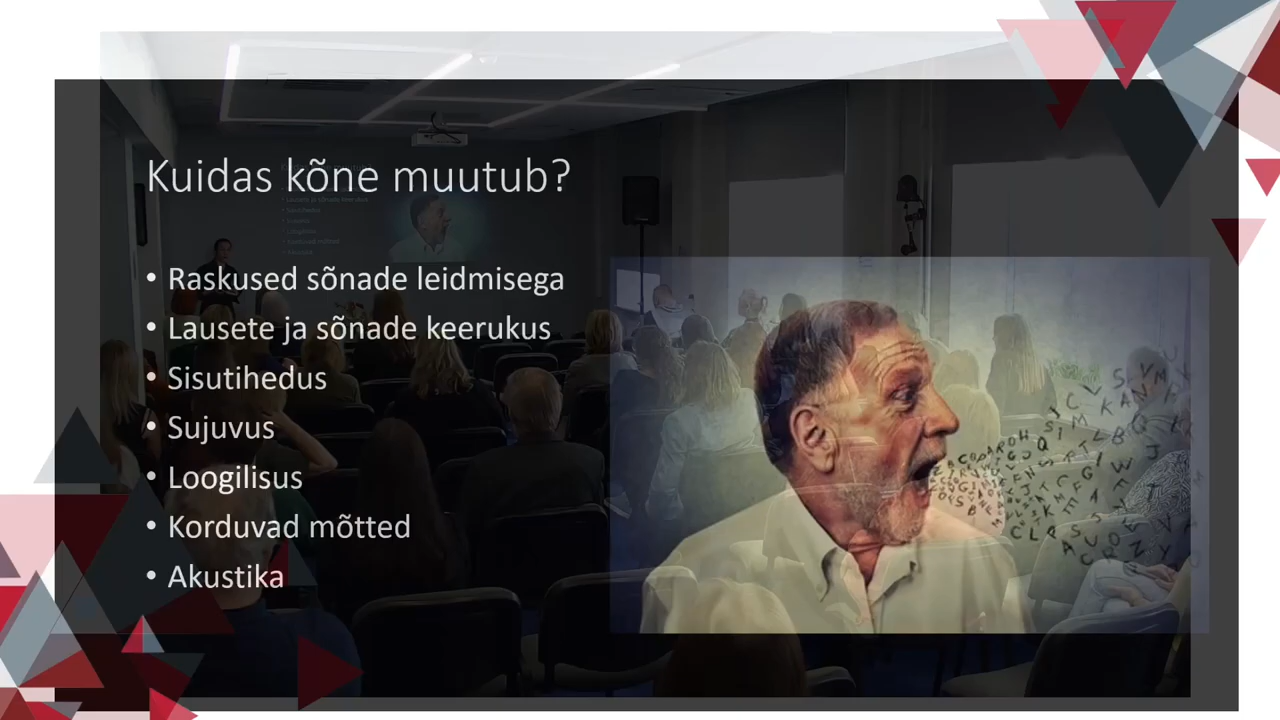 Kuidas kõne muutub?
• Raskused sõnade leidmisega
• Lausete ja sõnade keerukus
• Sisutihedus
• Sujuvus
• Loogilisus
• Korduvad mõtted
• Akustika